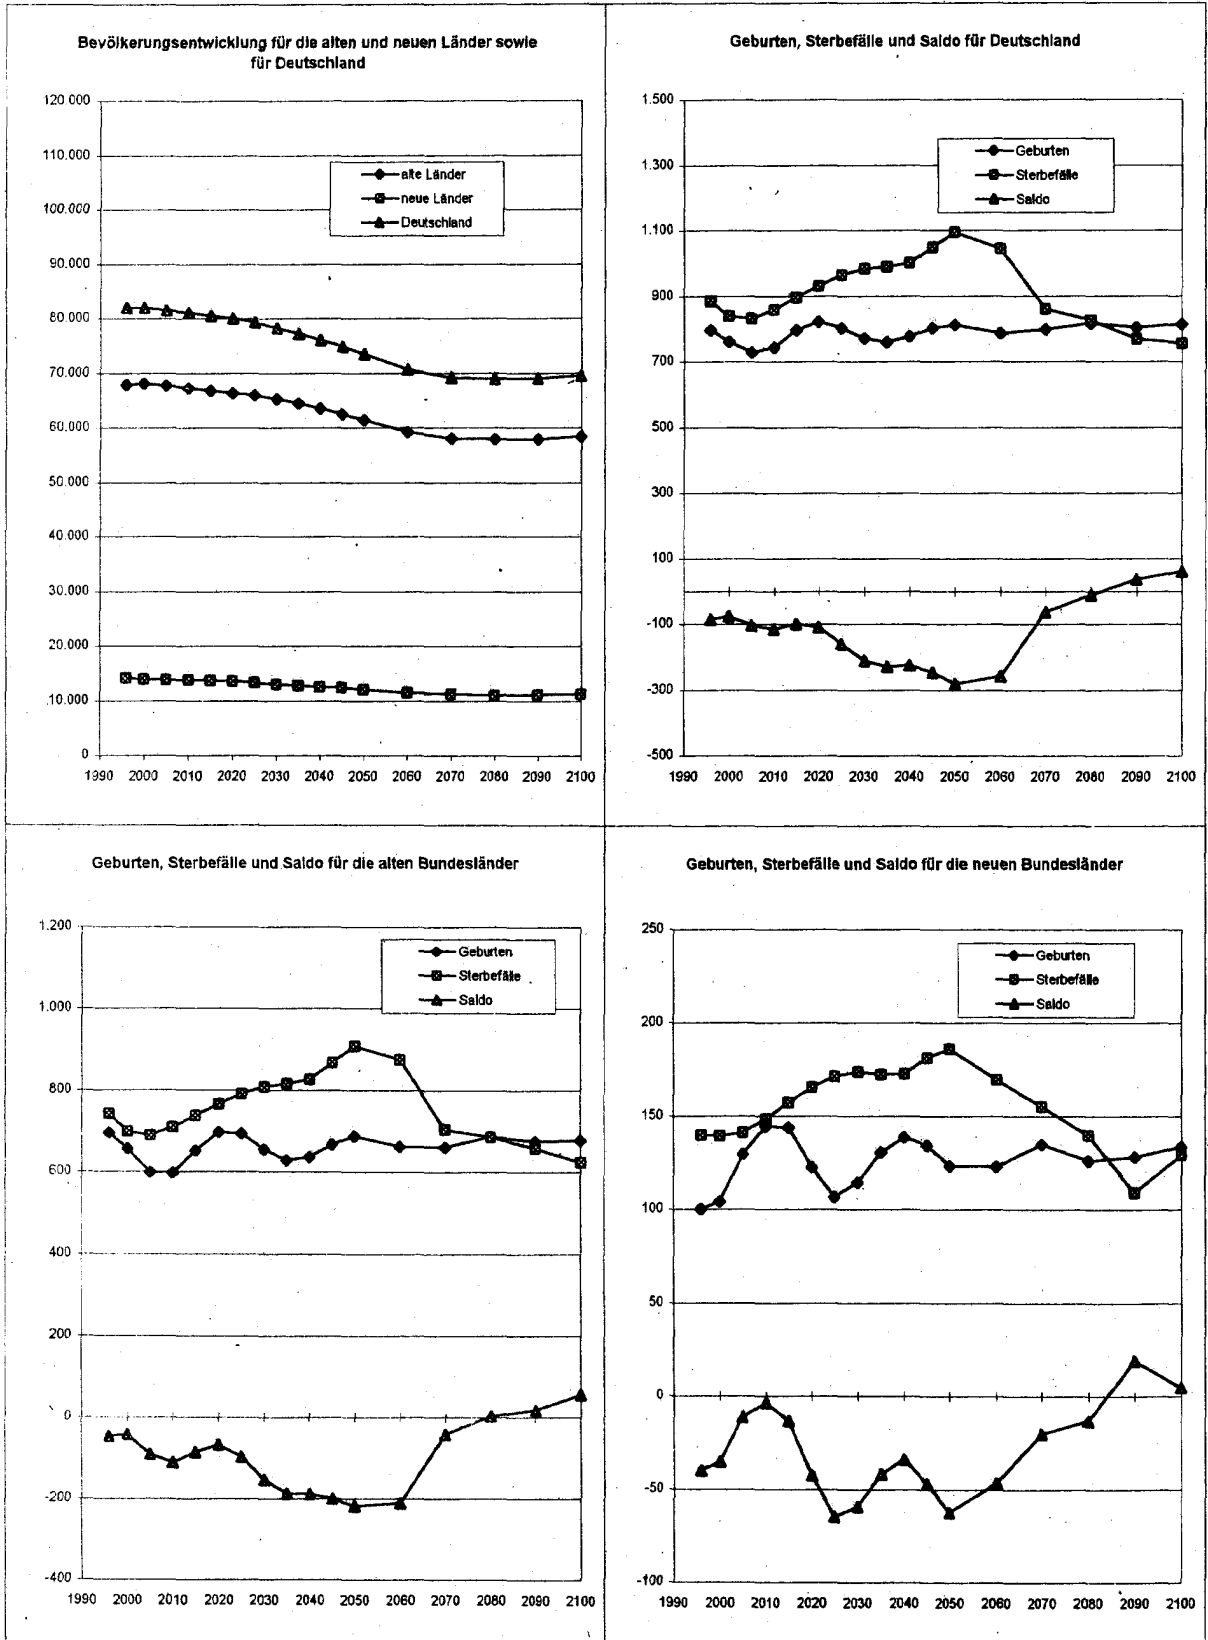 Bevölkerungsentwicklung für die alten und neuen Länder sowie
für Deutschland
120.000
110.000
100.000
90.000
80.000
70.000
60.000
50.000
40.000
30.000
20.000
10.000
0
alte Länder
neue Länder
Deutschland
1990 2000 2010 2020 2030 2040 2050 2060 2070 2080 2090 2100
Geburten, Sterbefälle und Saldo für Deutschland
1.500
1.300
1.100
900
700
500
300
100
-100
-300
-500
Geburten
Sterbefälle
Saldo
1990 2000 2010 2020 2030 2040 2050 2060 2070 2080 2090 2100
Geburten, Sterbefälle und Saldo für die alten Bundesländer
1.200
1.000
800
600
400
200
0
-200
-400
Geburten
Sterbefälle
Saldo
1990 2000 2010 2020 2030 2040 2050 2060 2070 2080 2090 2100
Geburten, Sterbefälle und Saldo für die neuen Bundesländer
250
200
150
100
50
0
-50
-100
Geburten
Sterbefälle
Saldo
1990 2000 2010 2020 2030 2040 2050 2060 2070 2080 2090 2100